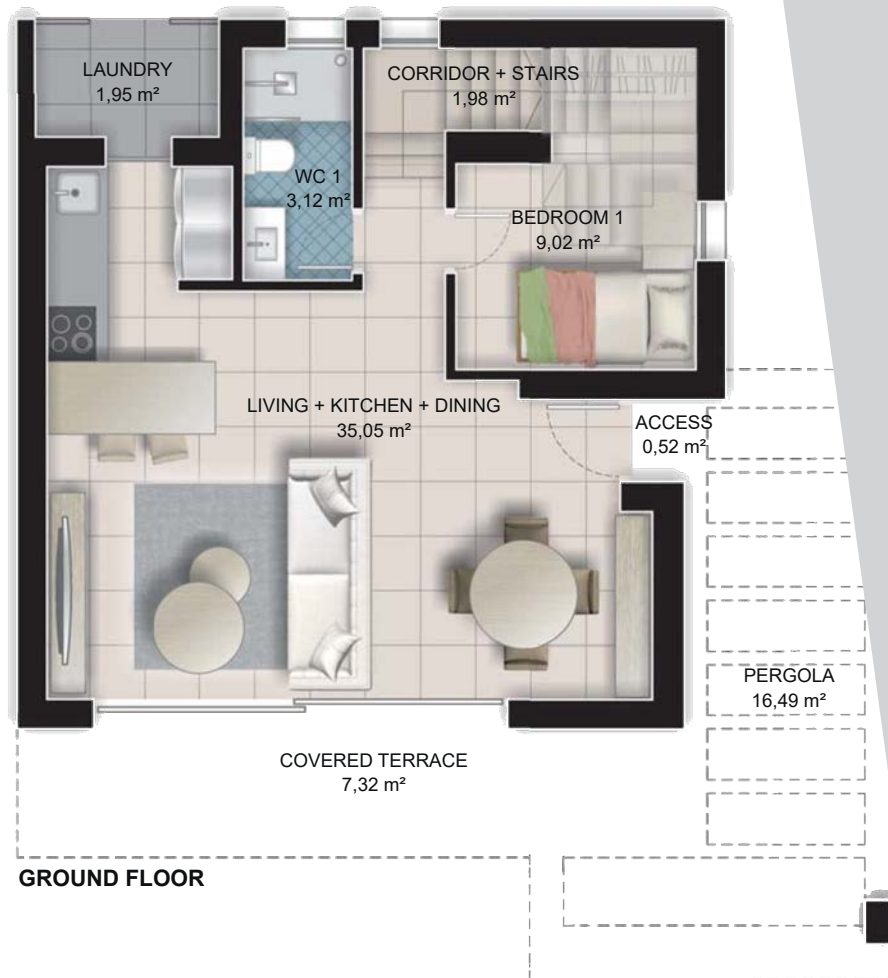 LAUNDRY
1,95 m²
CORRIDOR + STAIRS
1,98 m²
WC 1
3,12 m²
BEDROOM 1
9,02 m²
LIVING + KITCHEN + DINING
35,05 m²
ACCESS
0,52 m²
PERGOLA
16,49 m²
COVERED TERRACE
7,32 m²
GROUND FLOOR